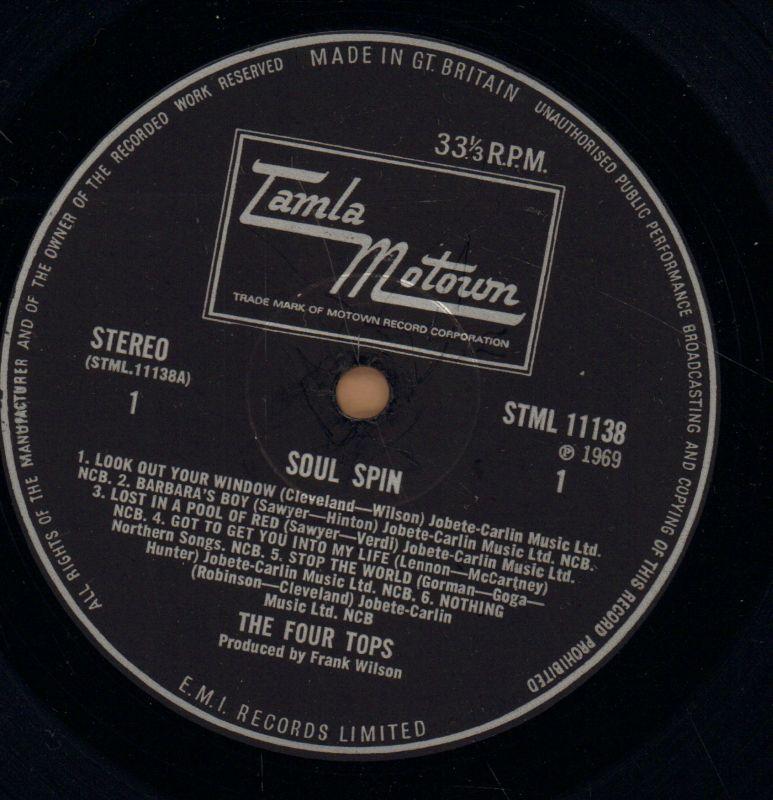 MADE IN GT. BRITAIN
UNAUTHORISED PUBLIC PERFORMANCE BROADCASTING AND COPYING OF THIS RECORD PROHIBITED
ALL RIGHTS OF THE MANUFACTURER AND OF THE OWNER OF THE RECORDED WORK RESERVED
33⅓ R.P.M.
Tamla
Motown
TRADE MARK OF MOTOWN RECORD CORPORATION
STEREO
(STML.11138A)
1
STML 11138
℗ 1969
1
SOUL SPIN
1. LOOK OUT YOUR WINDOW (Cleveland—Wilson) Jobete-Carlin Music Ltd.
NCB. 2. BARBARA'S BOY (Sawyer—Hinton) Jobete-Carlin Music Ltd. NCB.
3. LOST IN A POOL OF RED (Sawyer—Verdi) Jobete-Carlin Music Ltd.
NCB. 4. GOT TO GET YOU INTO MY LIFE (Lennon—McCartney)
Northern Songs. NCB. 5. STOP THE WORLD (Gorman—Goga—
Hunter) Jobete-Carlin Music Ltd. NCB. 6. NOTHING
(Robinson—Cleveland) Jobete-Carlin
Music Ltd. NCB
THE FOUR TOPS
Produced by Frank Wilson
E.M.I. RECORDS LIMITED